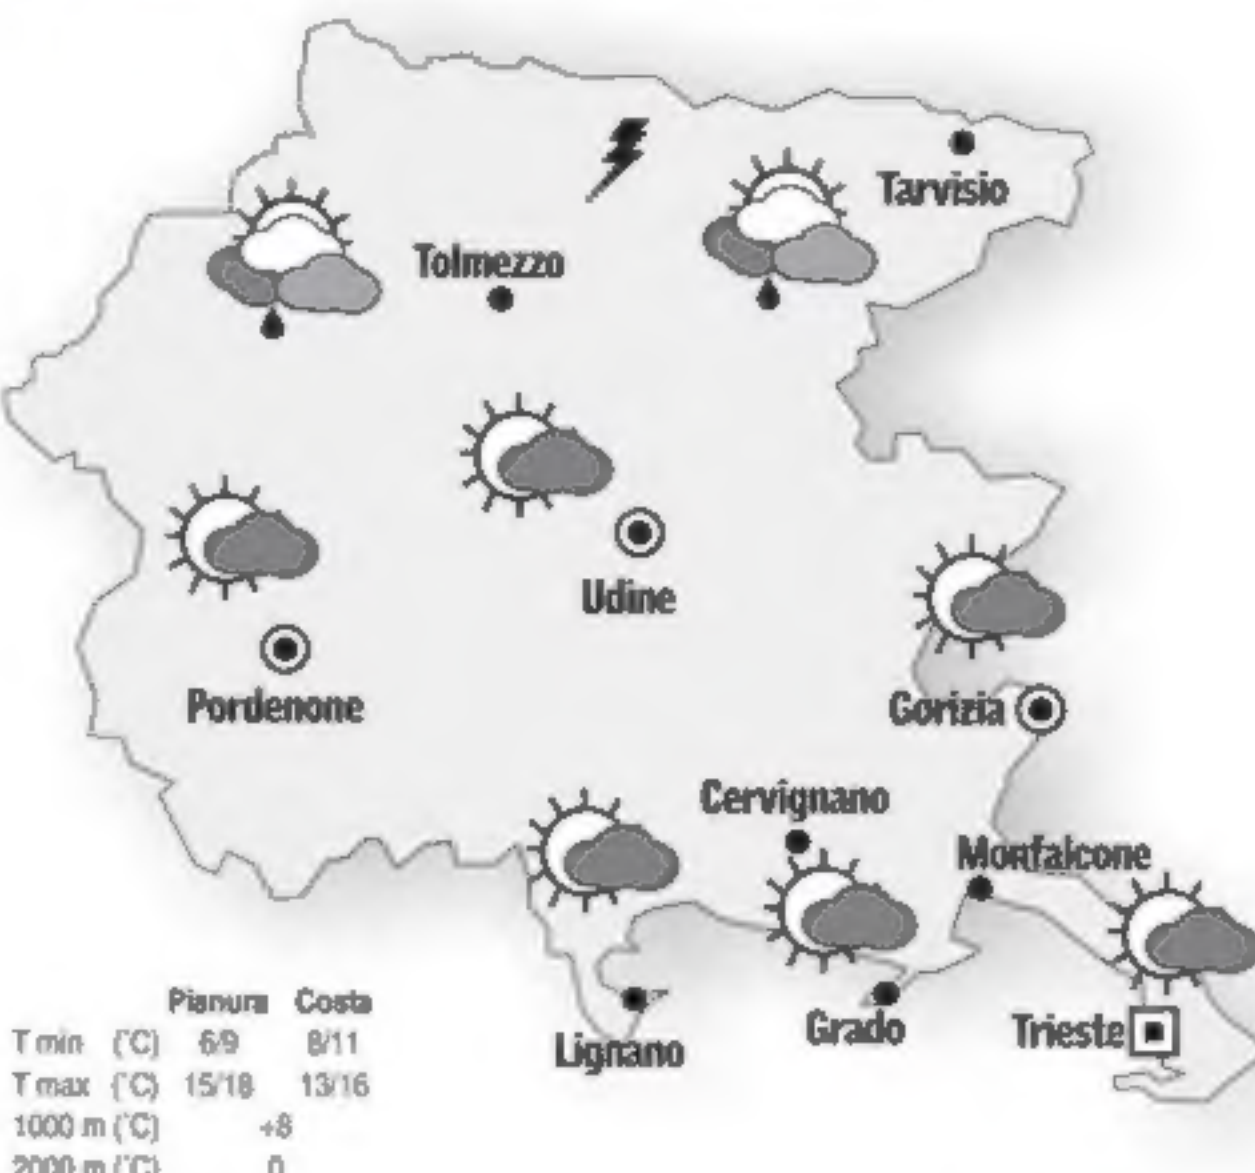 Tarvisio
Tolmezzo
Udine
Pordenone
Gorizia
Cervignano
Monfalcone
Grado
Trieste
Lignano
Pianura Costa
T min (°C) 6/9 8/11
T max (°C) 15/18 13/16
1000 m (°C) +8
2000 m (°C) 0